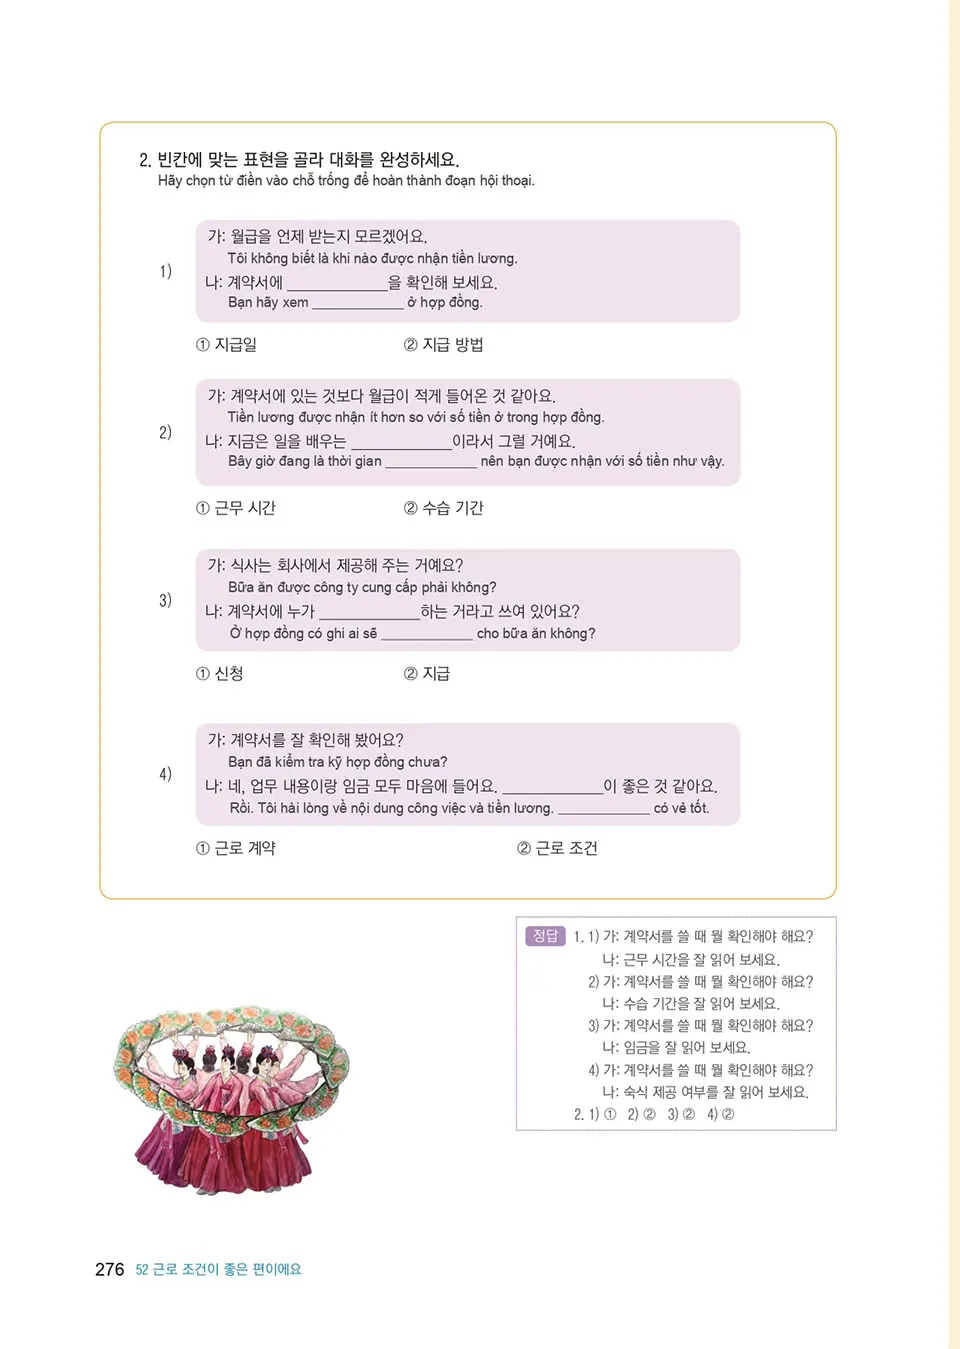 2. 빈칸에 맞는 표현을 골라 대화를 완성하세요.
Hãy chọn từ điền vào chỗ trống để hoàn thành đoạn hội thoại.
1)
가: 월급을 언제 받는지 모르겠어요.
Tôi không biết là khi nào được nhận tiền lương.
나: 계약서에 ____________을 확인해 보세요.
Bạn hãy xem ____________ ở hợp đồng.
① 지급일 ② 지급 방법
2)
가: 계약서에 있는 것보다 월급이 적게 들어온 것 같아요.
Tiền lương được nhận ít hơn so với số tiền ở trong hợp đồng.
나: 지금은 일을 배우는 ____________이라서 그럴 거예요.
Bây giờ đang là thời gian ____________ nên bạn được nhận với số tiền như vậy.
① 근무 시간 ② 수습 기간
3)
가: 식사는 회사에서 제공해 주는 거예요?
Bữa ăn được công ty cung cấp phải không?
나: 계약서에 누가 ____________하는 거라고 쓰여 있어요?
Ở hợp đồng có ghi ai sẽ ____________ cho bữa ăn không?
① 신청 ② 지급
4)
가: 계약서를 잘 확인해 봤어요?
Bạn đã kiểm tra kỹ hợp đồng chưa?
나: 네, 업무 내용이랑 임금 모두 마음에 들어요. ____________이 좋은 것 같아요.
Rồi. Tôi hài lòng về nội dung công việc và tiền lương. ____________ có vẻ tốt.
① 근로 계약 ② 근로 조건
정답 1. 1) 가: 계약서를 쓸 때 뭘 확인해야 해요?
나: 근무 시간을 잘 읽어 보세요.
2) 가: 계약서를 쓸 때 뭘 확인해야 해요?
나: 수습 기간을 잘 읽어 보세요.
3) 가: 계약서를 쓸 때 뭘 확인해야 해요?
나: 임금을 잘 읽어 보세요.
4) 가: 계약서를 쓸 때 뭘 확인해야 해요?
나: 숙식 제공 여부를 잘 읽어 보세요.
2. 1) ① 2) ② 3) ② 4) ②
276 52 근로 조건이 좋은 편이에요